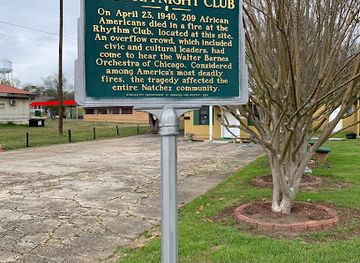 NIGHT CLUB
On April 23, 1940, 209 African
Americans died in a fire at the
Rhythm Club, located at this site.
An overflow crowd, which included
civic and cultural leaders, had
come to hear the Walter Barnes
Orchestra of Chicago. Considered
among America's most deadly
fires, the tragedy affected the
entire Natchez community.